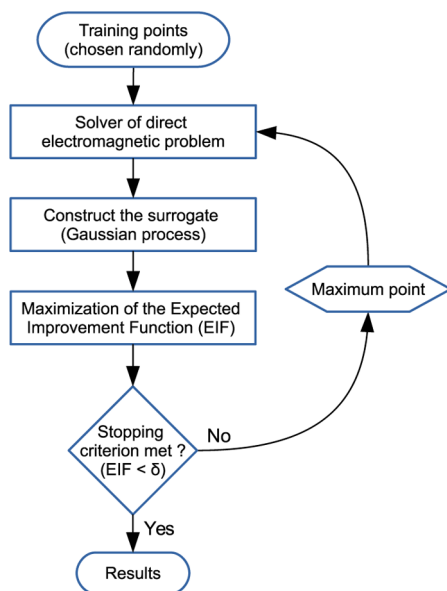 Training points
(chosen randomly)
Solver of direct
electromagnetic problem
Construct the surrogate
(Gaussian process)
Maximization of the Expected
Improvement Function (EIF)
Maximum point
Stopping
criterion met ?
(EIF < δ)
No
Yes
Results